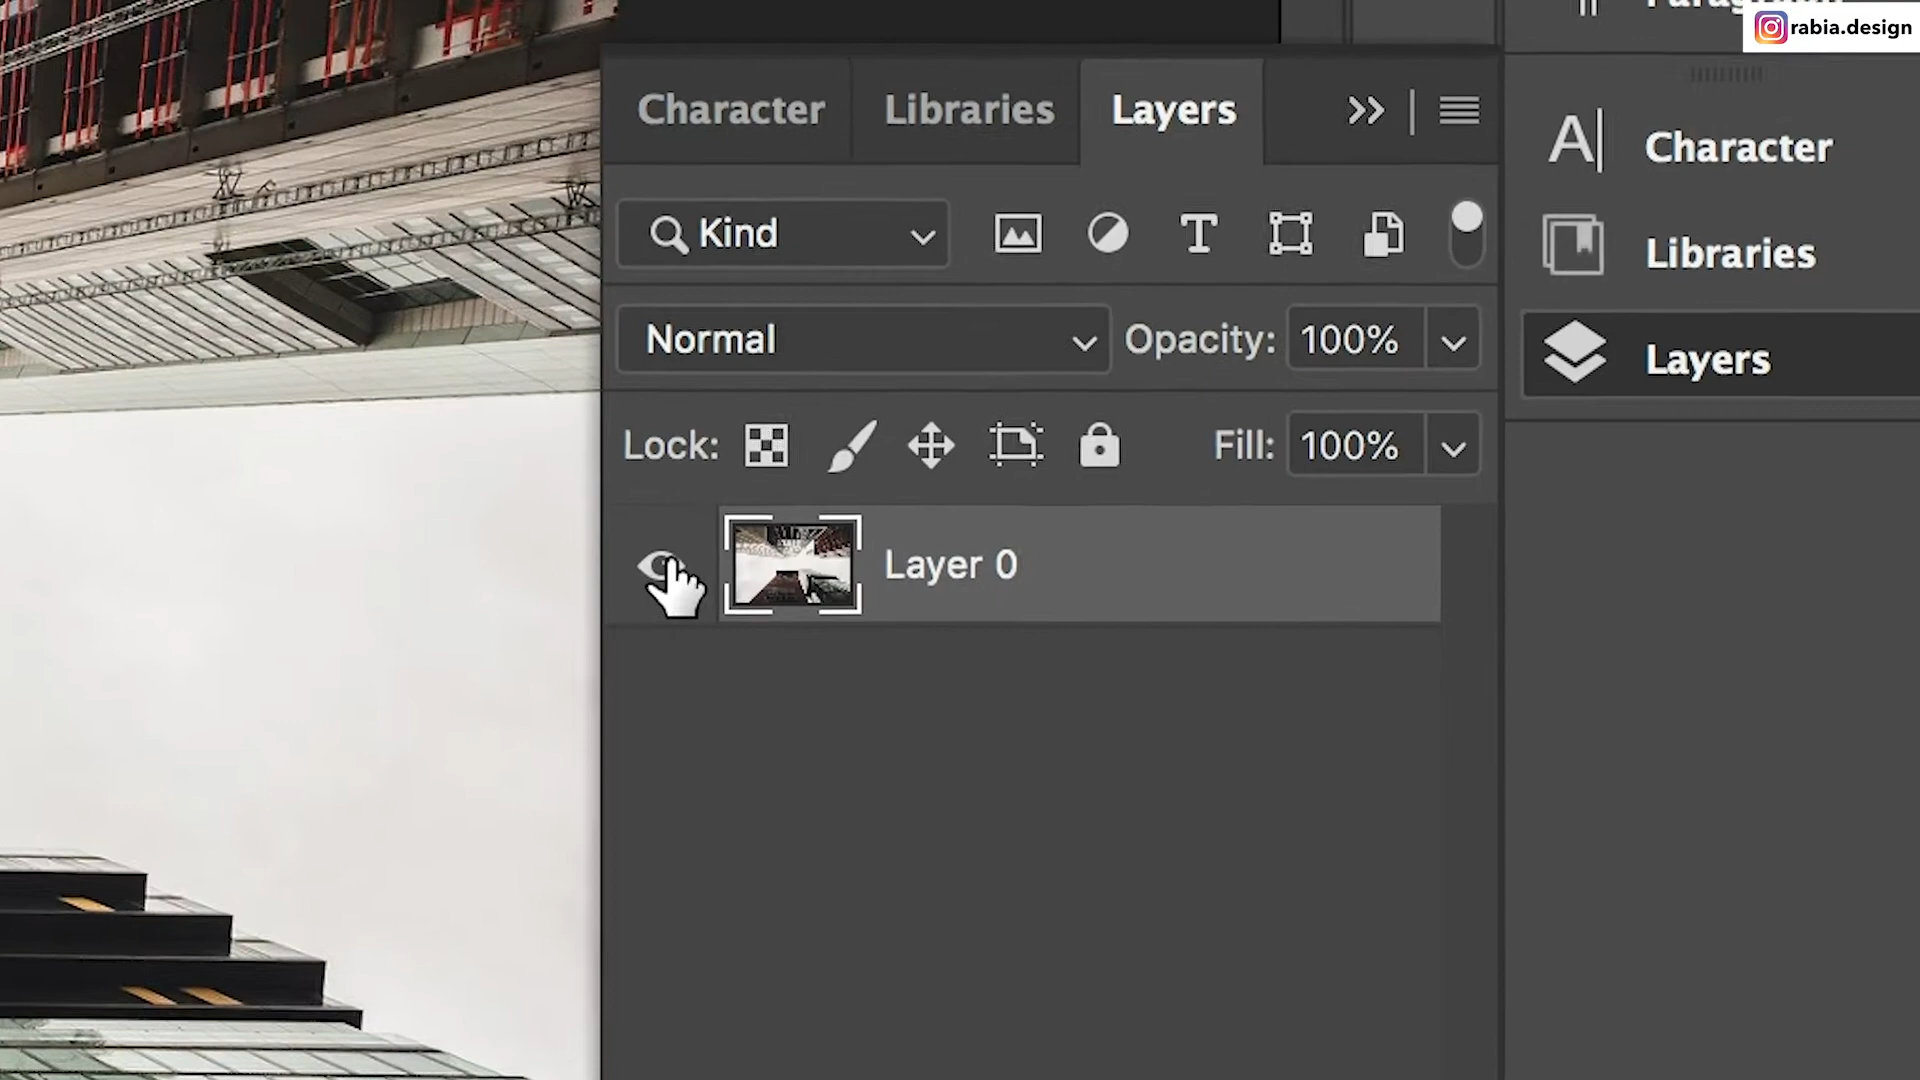 rabia.design
Character Libraries Layers
Kind
Normal Opacity: 100%
Lock: Fill: 100%
Layer 0
Character
Libraries
Layers